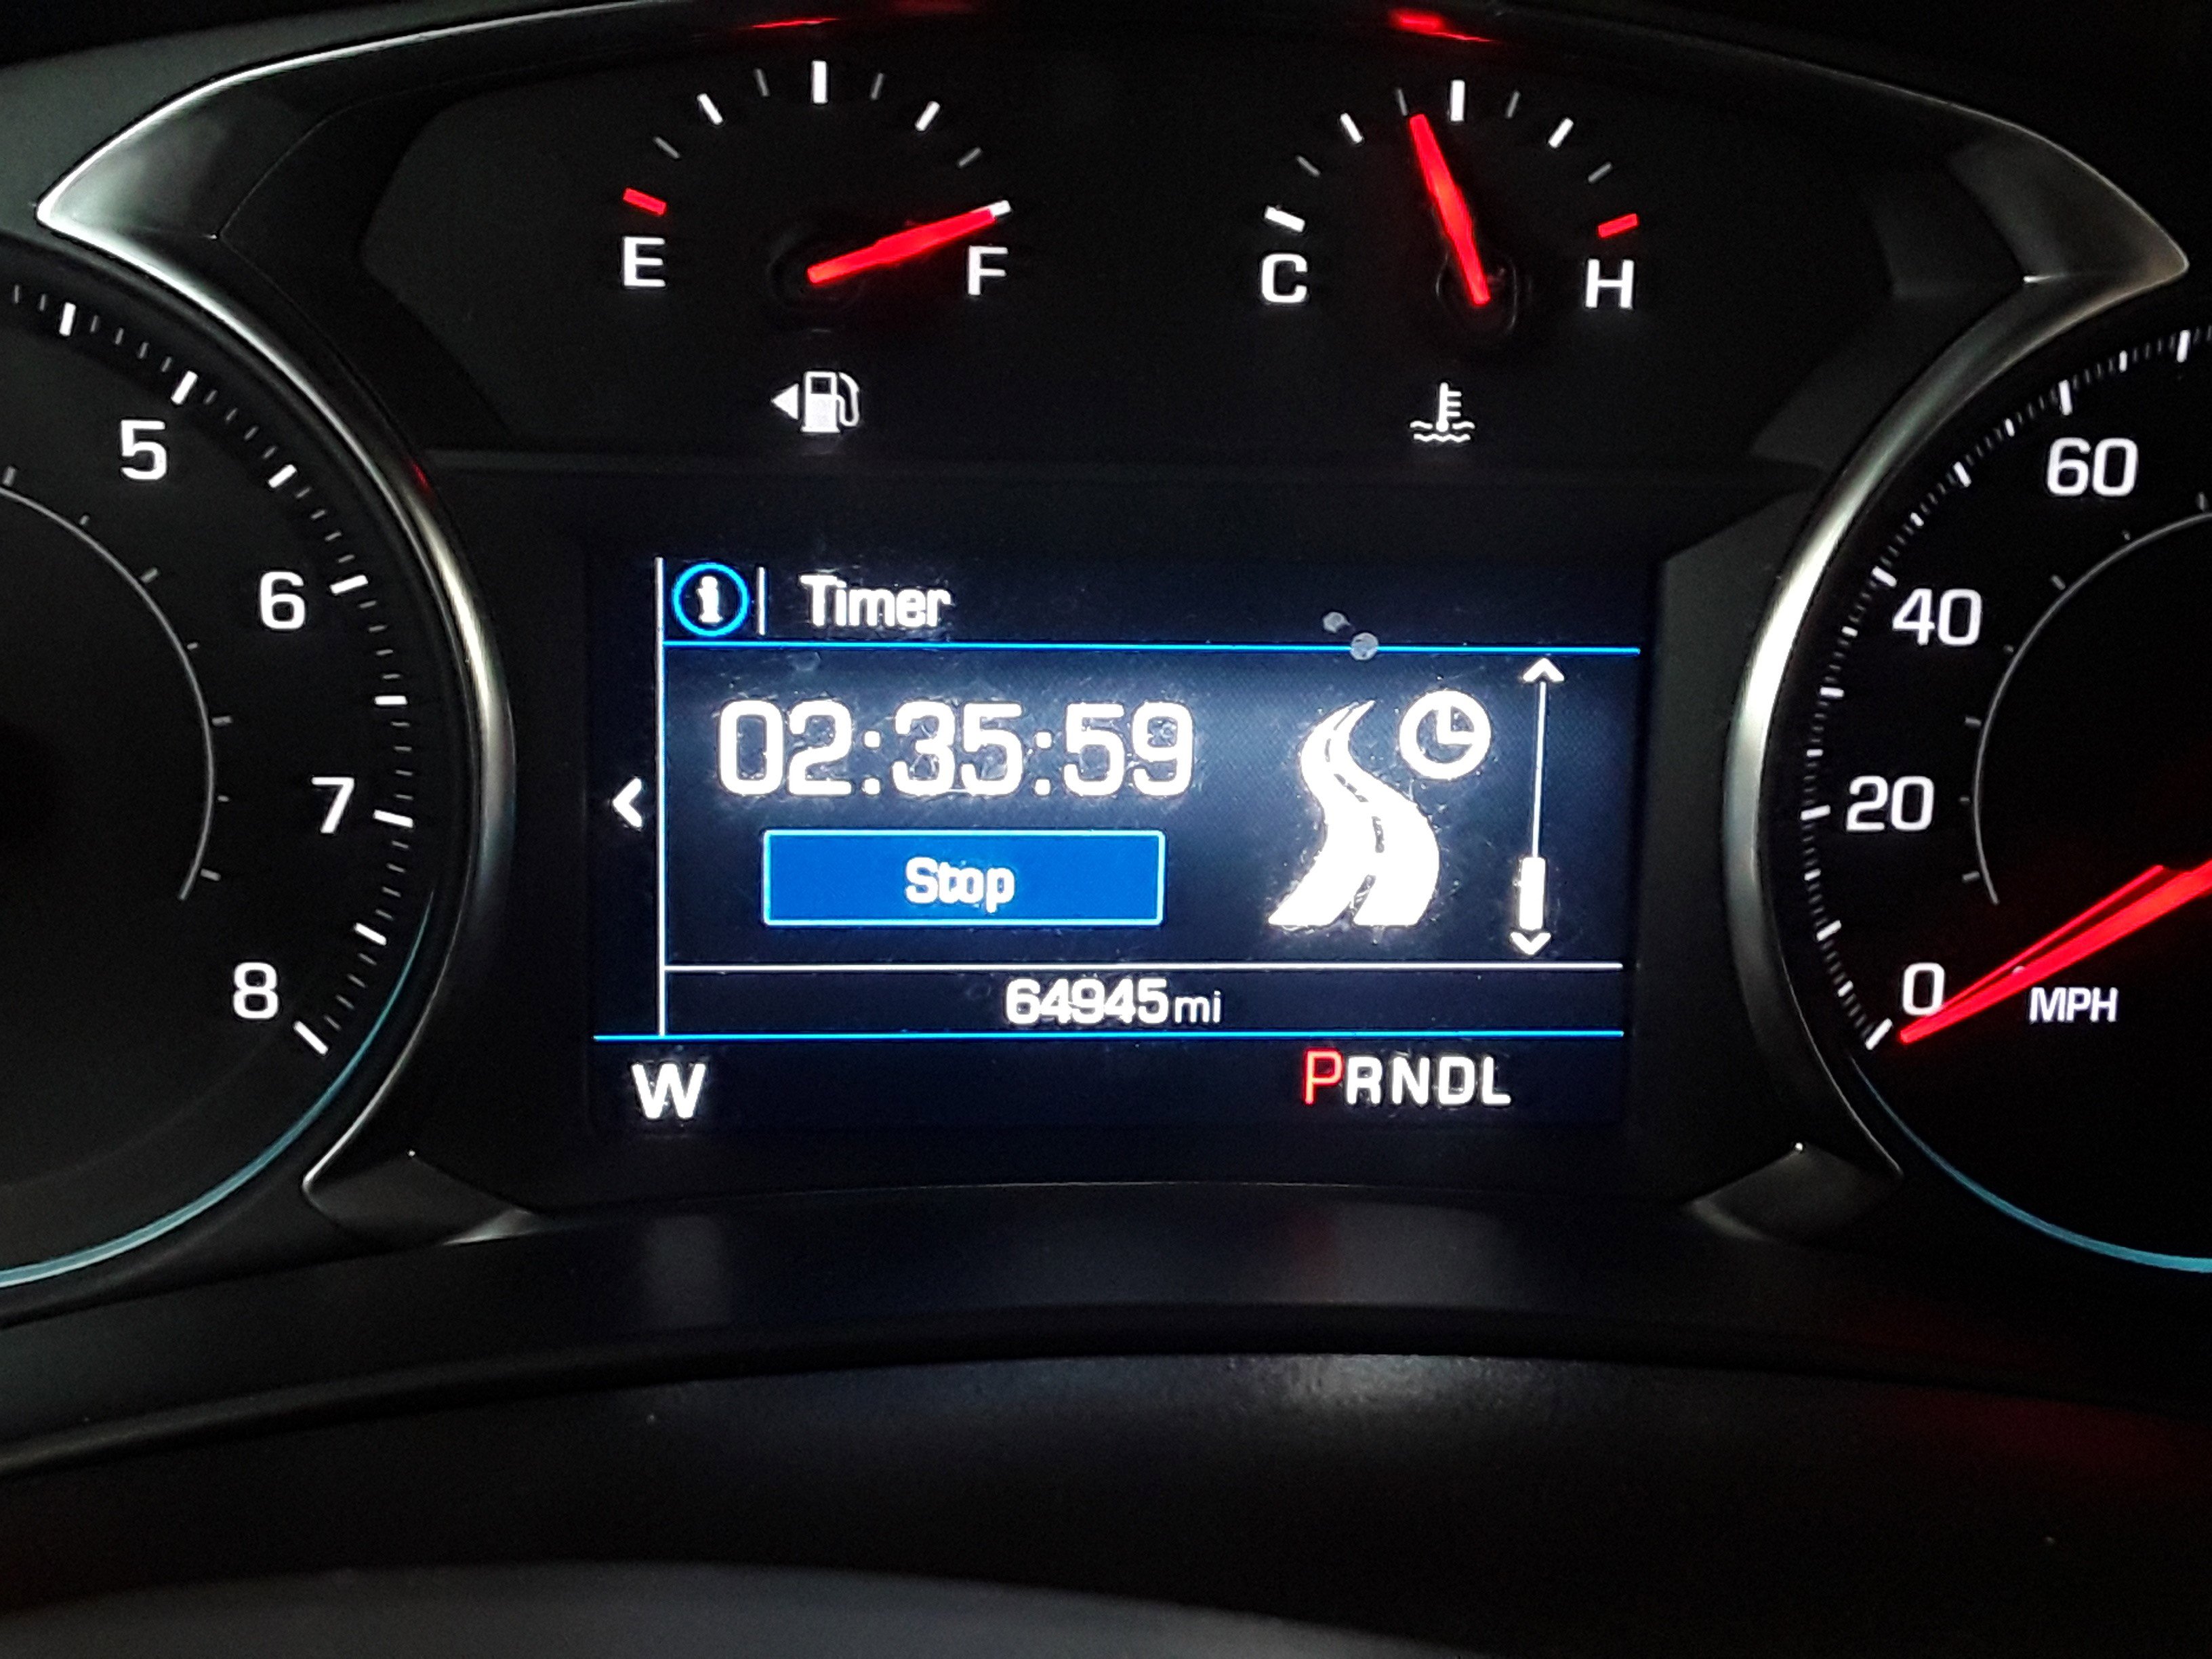 E F
C H
5
6
7
8
Timer
02:35:59
Stop
64945mi
W
PRNDL
60
40
20
0
MPH